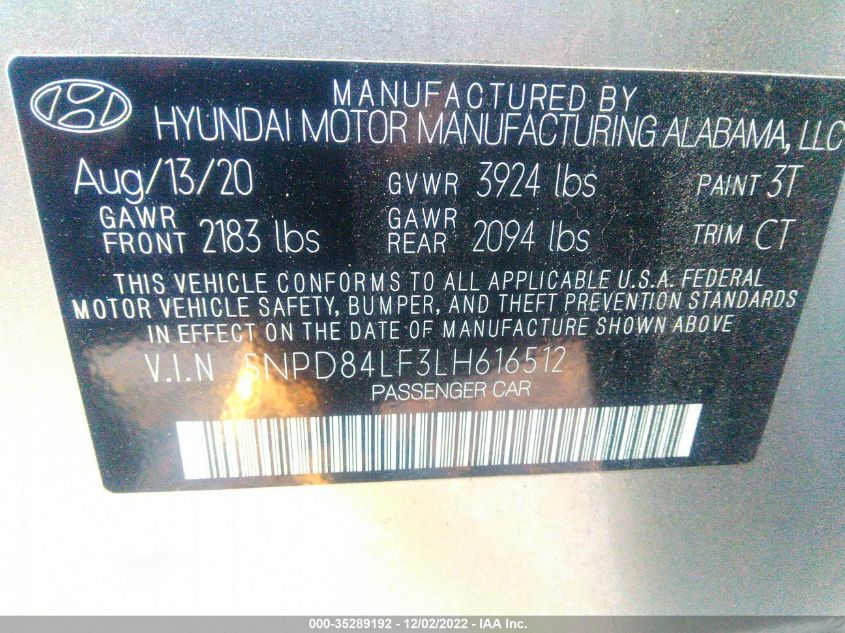 MANUFACTURED BY
HYUNDAI MOTOR MANUFACTURING ALABAMA, LLC
Aug/13/20 GVWR 3924 lbs PAINT 3T
GAWR FRONT 2183 lbs GAWR REAR 2094 lbs TRIM CT
THIS VEHICLE CONFORMS TO ALL APPLICABLE U.S.A. FEDERAL
MOTOR VEHICLE SAFETY, BUMPER, AND THEFT PREVENTION STANDARDS
IN EFFECT ON THE DATE OF MANUFACTURE SHOWN ABOVE.
V.I.N 5NPD84LF3LH616512
PASSENGER CAR
000-35289192 - 12/02/2022 - IAA Inc.